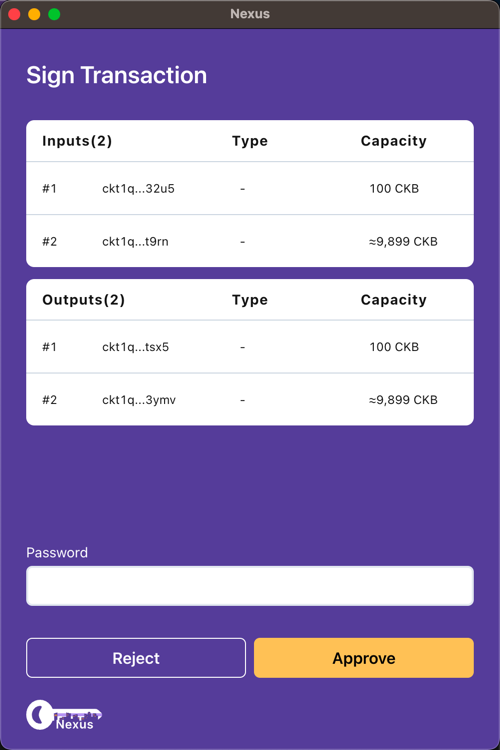 Nexus
Sign Transaction
Inputs(2) Type Capacity
#1 ckt1q...32u5 - 100 CKB
#2 ckt1q...t9rn - ≈9,899 CKB
Outputs(2) Type Capacity
#1 ckt1q...tsx5 - 100 CKB
#2 ckt1q...3ymv - ≈9,899 CKB
Password
Reject Approve
Nexus